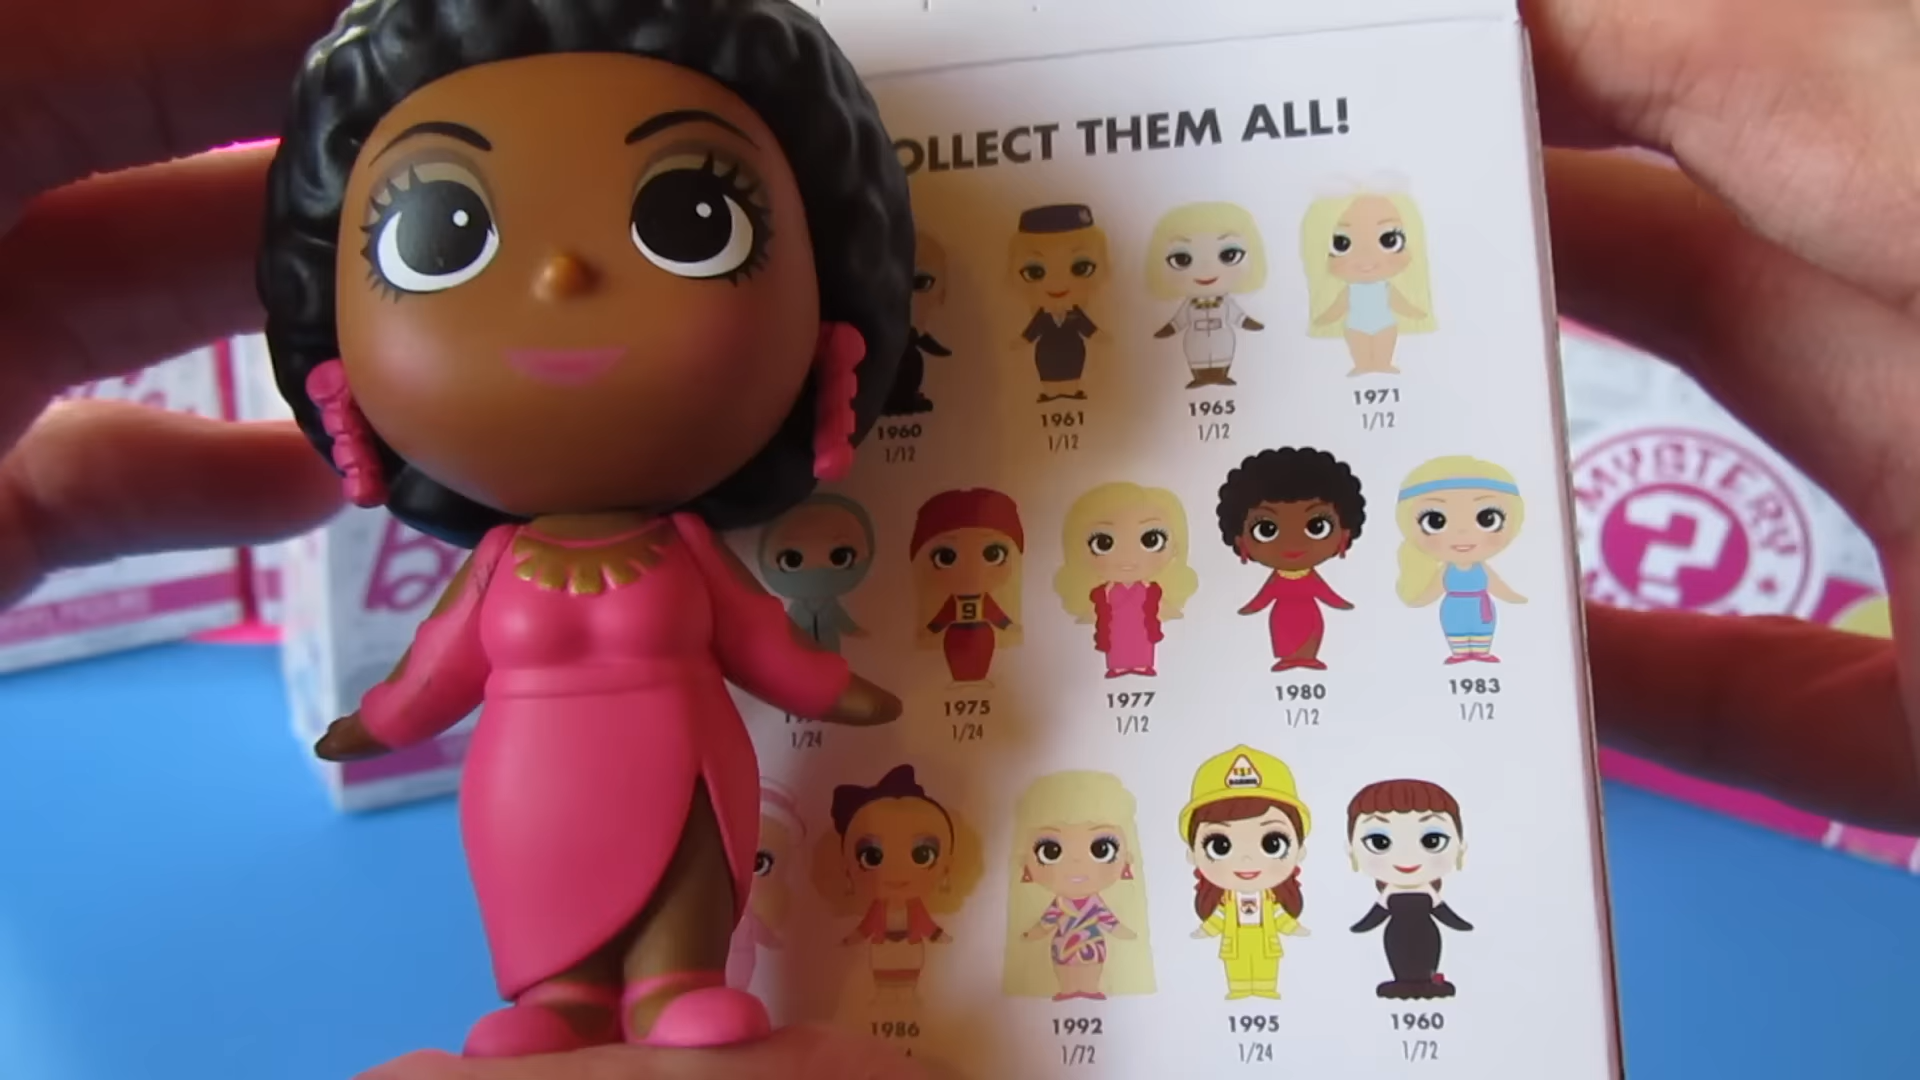 OLLECT THEM ALL!
1960 1961 1965 1971
1/12 1/12 1/12 1/12
9
1975 1977 1980 1983
1/24 1/24 1/12 1/12 1/12
1986 1992 1995 1960
1/72 1/24 1/72
MYSTERY
?